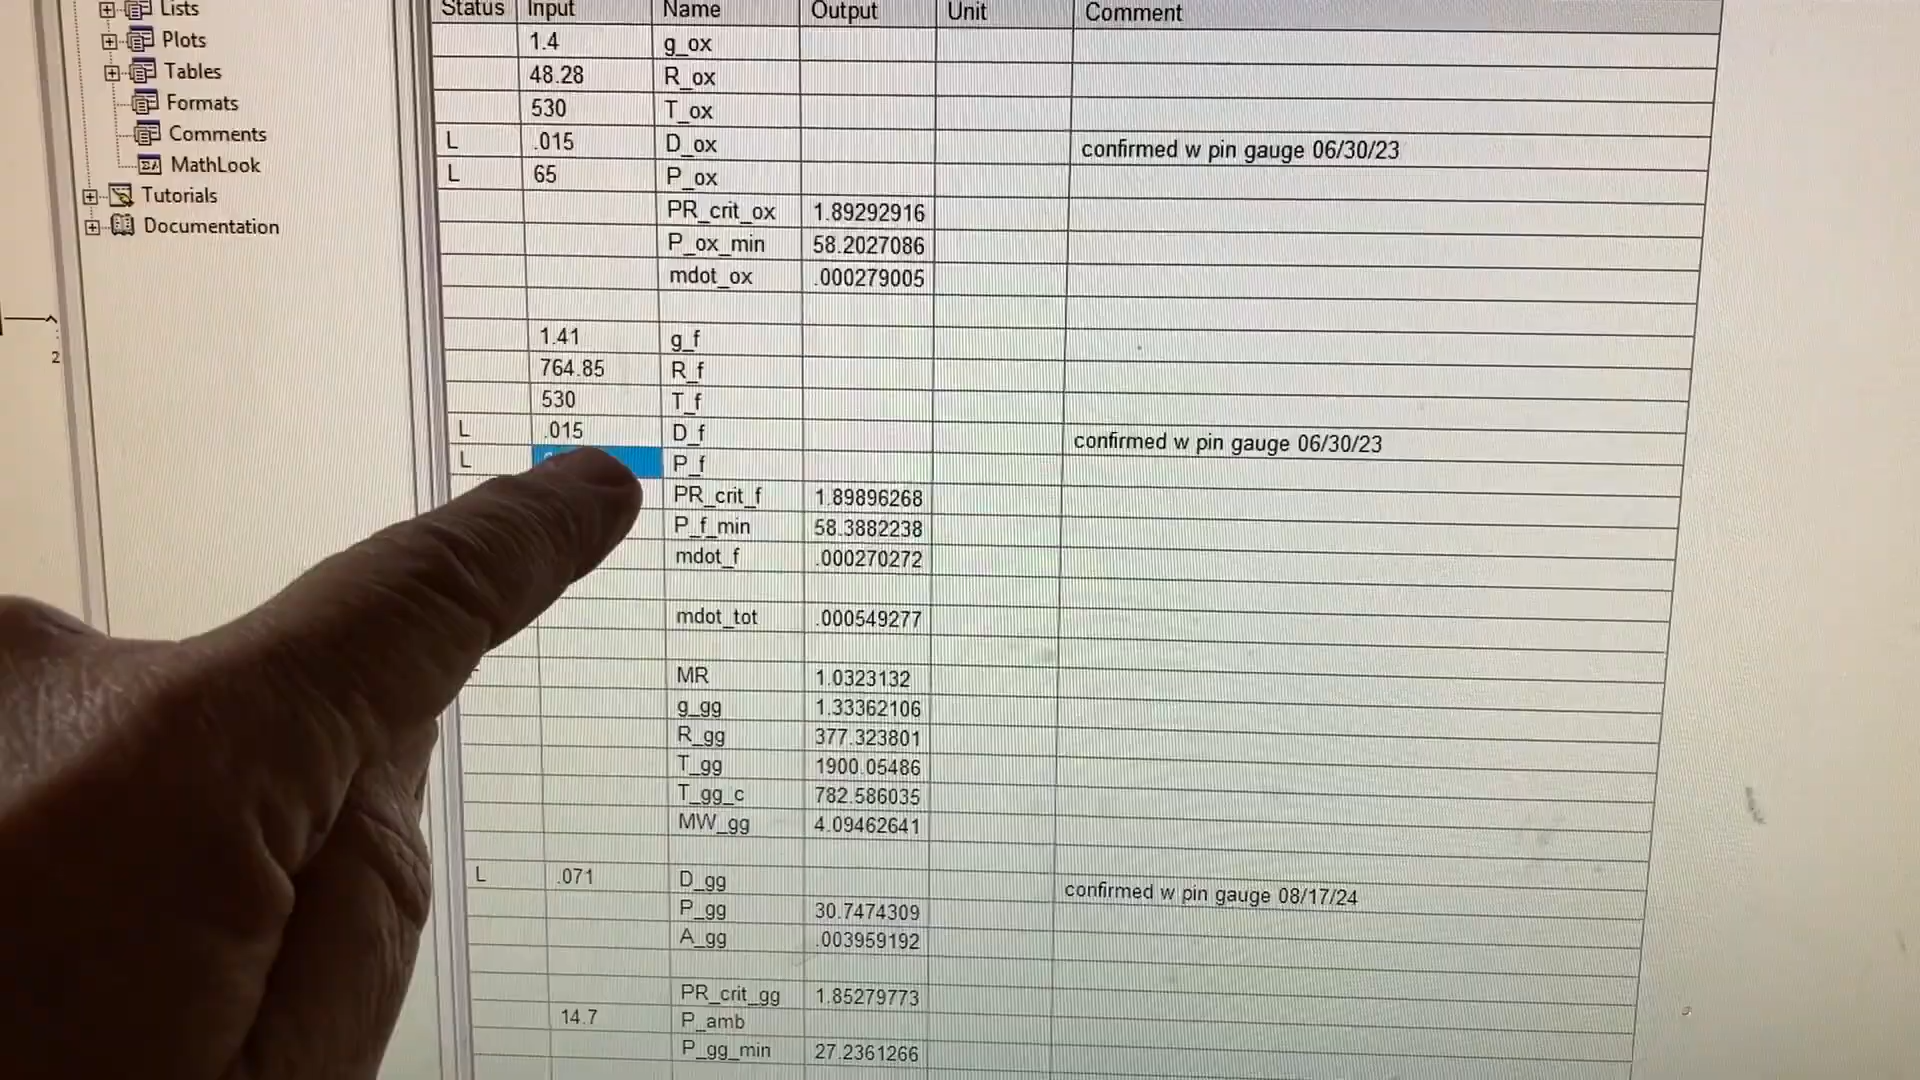 Lists
Plots
Tables
Formats
Comments
MathLook
Tutorials
Documentation
2
Status Input Name Output Unit Comment
1.4 g_ox
48.28 R_ox
530 T_ox
L .015 D_ox confirmed w pin gauge 06/30/23
L 65 P_ox
PR_crit_ox 1.89292916
P_ox_min 58.2027086
mdot_ox .000279005
1.41 g_f
764.85 R_f
530 T_f
L .015 D_f confirmed w pin gauge 06/30/23
L P_f
PR_crit_f 1.89896268
P_f_min 58.3882238
mdot_f .000270272
mdot_tot .000549277
MR 1.0323132
g_gg 1.33362106
R_gg 377.323801
T_gg 1900.05486
T_gg_c 782.586035
MW_gg 4.09462641
L .071 D_gg confirmed w pin gauge 08/17/24
P_gg 30.7474309
A_gg .003959192
PR_crit_gg 1.85279773
14.7 P_amb
P_gg_min 27.2361266